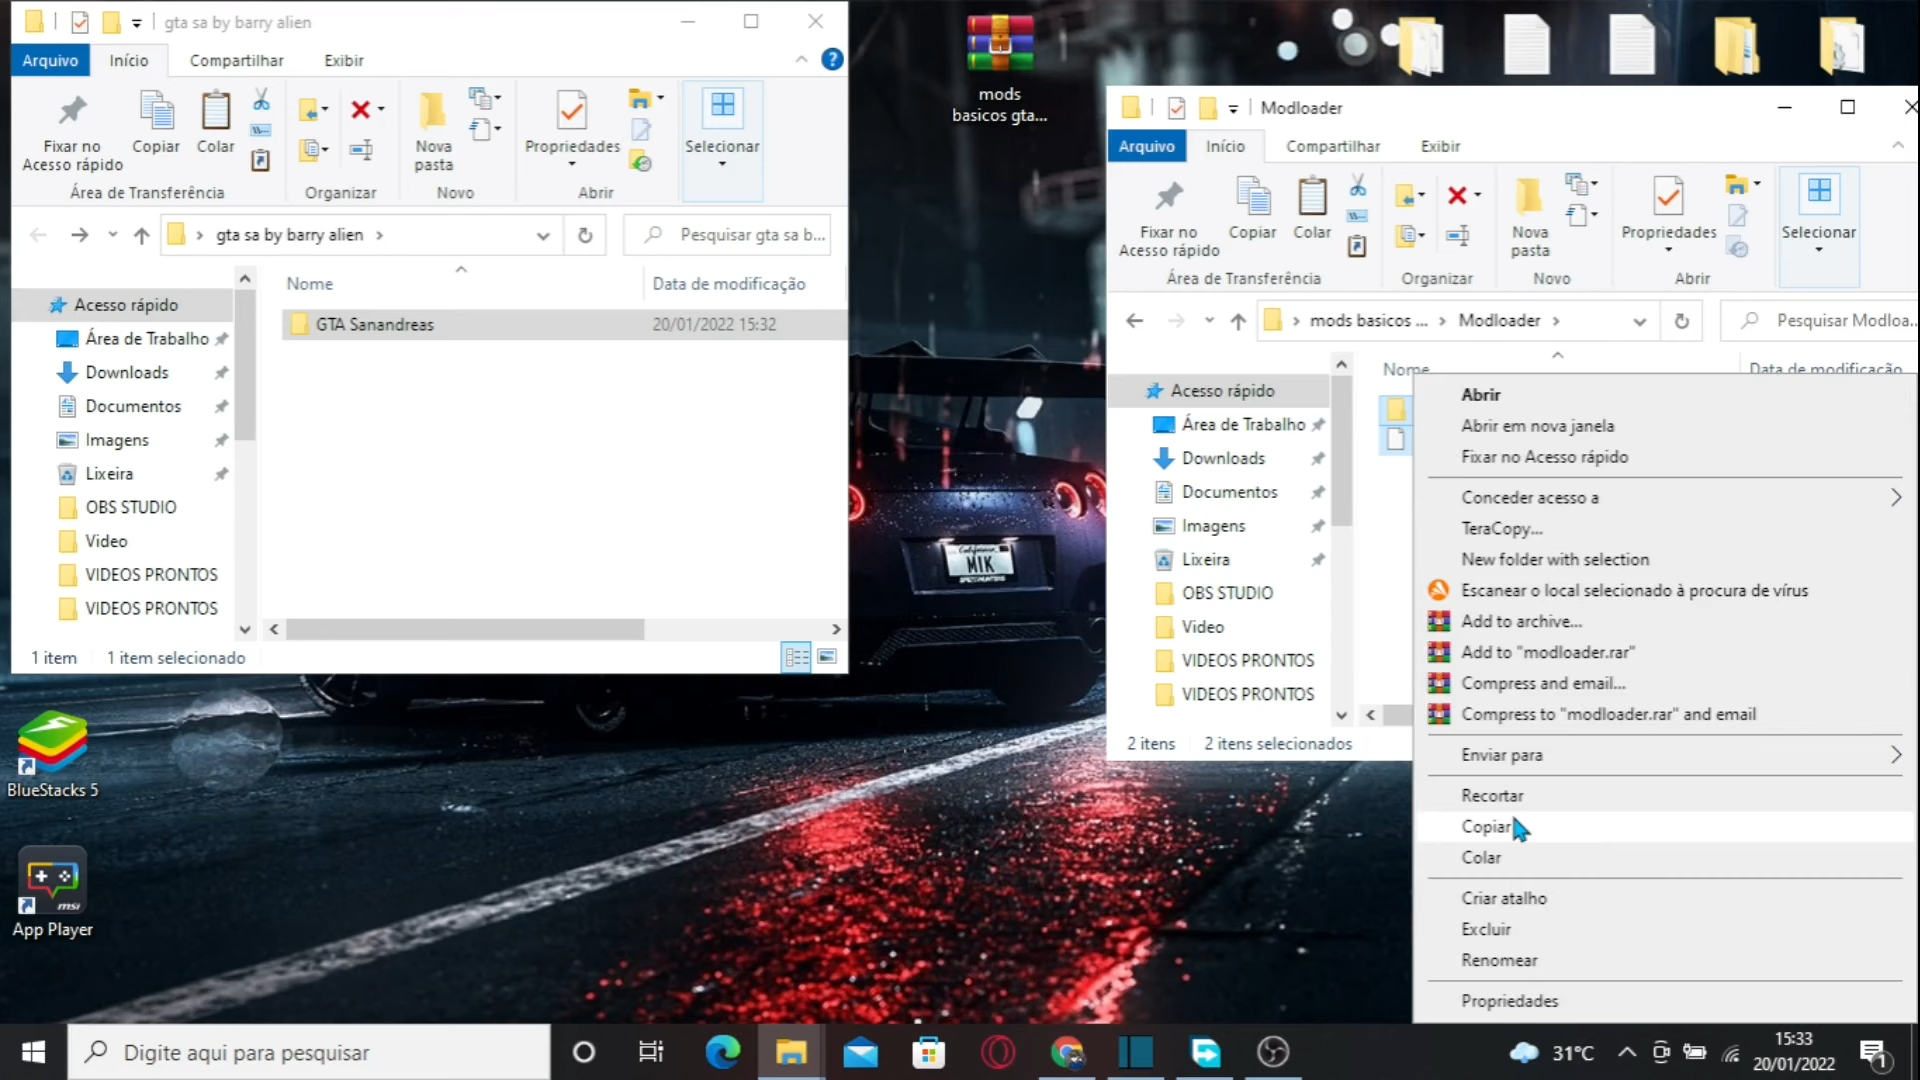 gta sa by barry alien
Arquivo
Início
Compartilhar
Exibir
Fixar no
Acesso rápido
Copiar
Colar
Nova
pasta
Propriedades
Selecionar
Área de Transferência
Organizar
Novo
Abrir
gta sa by barry alien
Pesquisar gta sa b...
Nome
Data de modificação
Acesso rápido
GTA Sanandreas
20/01/2022 15:32
Área de Trabalho
Downloads
Documentos
Imagens
Lixeira
OBS STUDIO
Video
VIDEOS PRONTOS
VIDEOS PRONTOS
1 item
1 item selecionado
mods
basicos gta...
Modloader
Arquivo
Início
Compartilhar
Exibir
Fixar no
Acesso rápido
Copiar
Colar
Nova
pasta
Propriedades
Selecionar
Área de Transferência
Organizar
Novo
Abrir
mods basicos ...
Modloader
Pesquisar Modloa...
Nome
Data de modificação
Acesso rápido
Área de Trabalho
Downloads
Documentos
Imagens
Lixeira
OBS STUDIO
Video
VIDEOS PRONTOS
VIDEOS PRONTOS
2 itens
2 itens selecionados
Abrir
Abrir em nova janela
Fixar no Acesso rápido
Conceder acesso a
TeraCopy...
New folder with selection
Escanear o local selecionado à procura de vírus
Add to archive...
Add to "modloader.rar"
Compress and email...
Compress to "modloader.rar" and email
Enviar para
Recortar
Copiar
Colar
Criar atalho
Excluir
Renomear
Propriedades
California
MIK
SPEEDHUNTERS
BlueStacks 5
msi
App Player
Digite aqui para pesquisar
31°C
15:33
20/01/2022
1